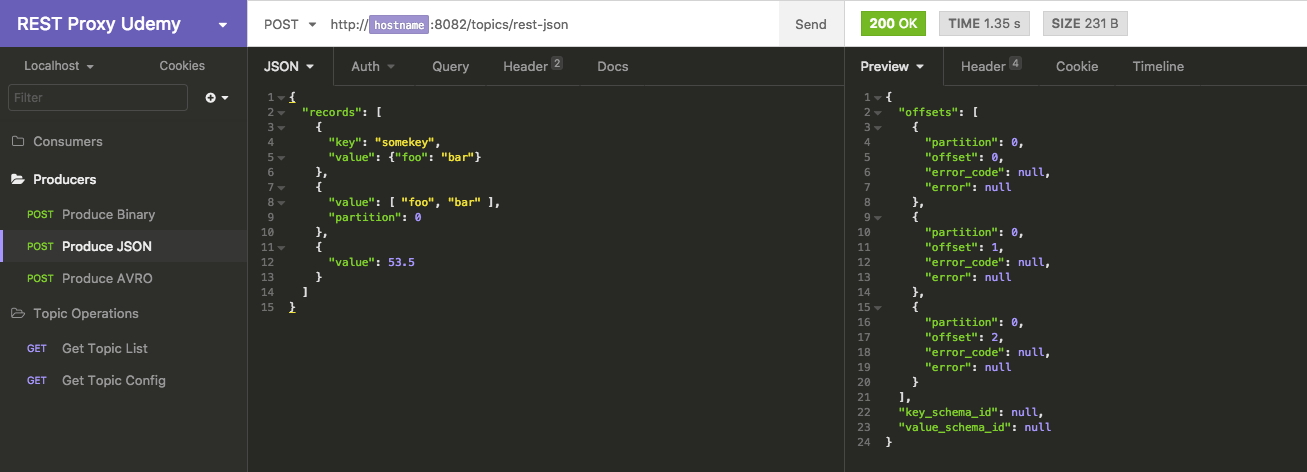 REST Proxy Udemy
POST http://hostname:8082/topics/rest-json Send
200 OK TIME 1.35 s SIZE 231 B
Localhost Cookies
Filter
Consumers
Producers
POST Produce Binary
POST Produce JSON
POST Produce AVRO
Topic Operations
GET Get Topic List
GET Get Topic Config
JSON Auth Query Header 2 Docs
1 {
2 "records": [
3 {
4 "key": "somekey",
5 "value": {"foo": "bar"}
6 },
7 {
8 "value": [ "foo", "bar" ],
9 "partition": 0
10 },
11 {
12 "value": 53.5
13 }
14 ]
15 }
Preview Header 4 Cookie Timeline
1 {
2 "offsets": [
3 {
4 "partition": 0,
5 "offset": 0,
6 "error_code": null,
7 "error": null
8 },
9 {
10 "partition": 0,
11 "offset": 1,
12 "error_code": null,
13 "error": null
14 },
15 {
16 "partition": 0,
17 "offset": 2,
18 "error_code": null,
19 "error": null
20 }
21 ],
22 "key_schema_id": null,
23 "value_schema_id": null
24 }